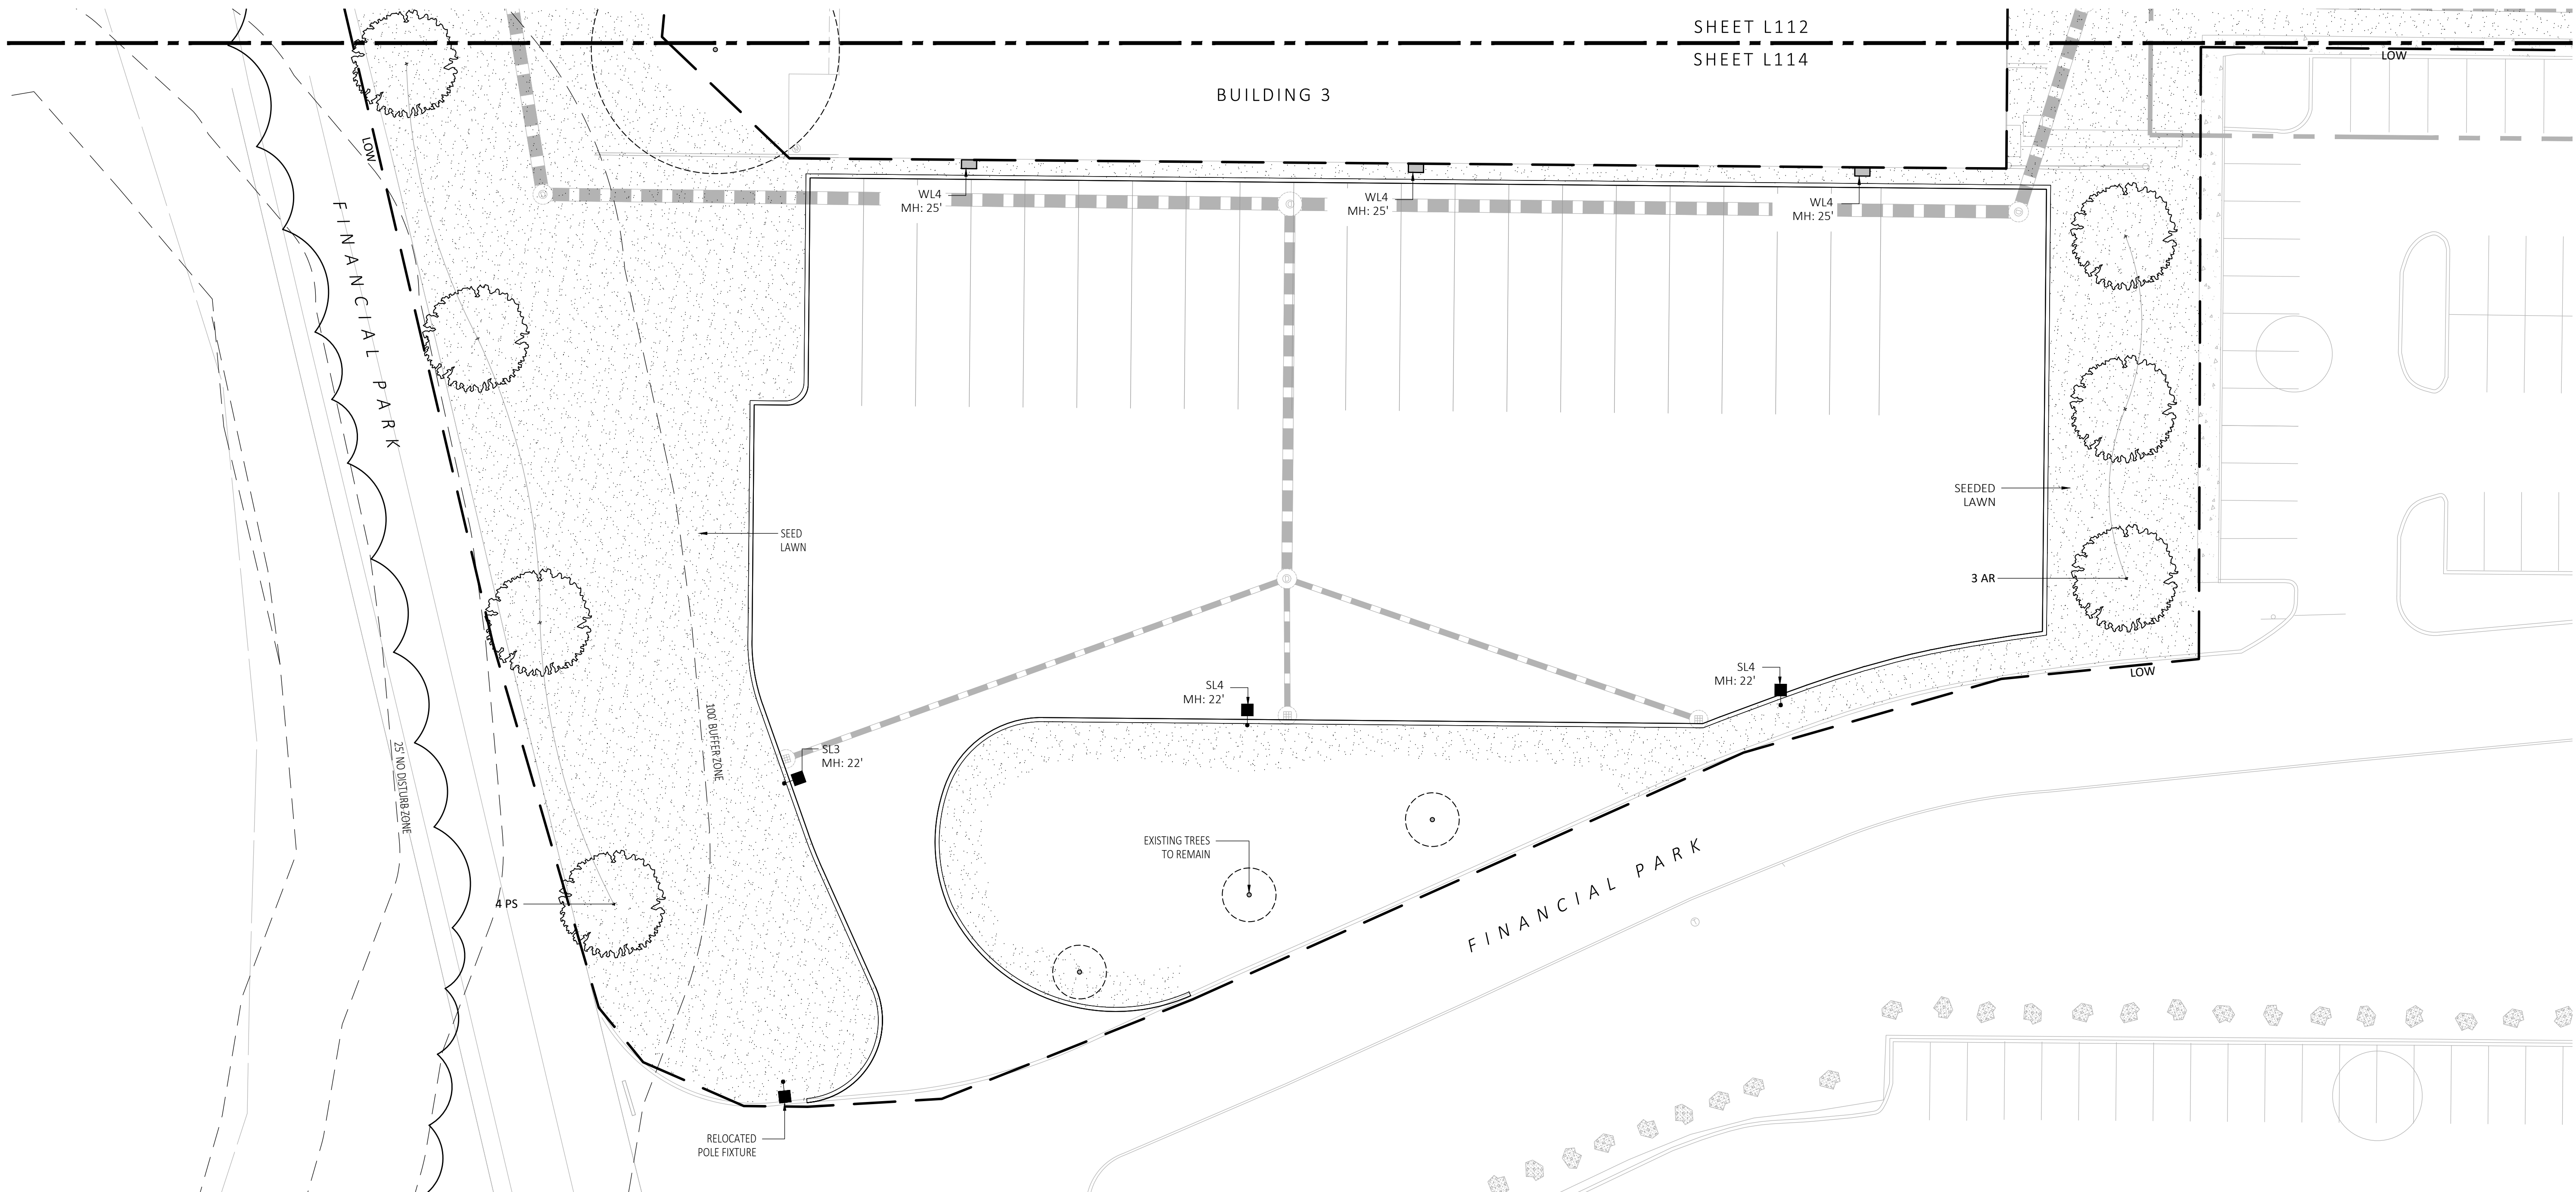 SHEET L112
SHEET L114
LOW
BUILDING 3
LOW
FINANCIAL PARK
WL4
MH: 25'
WL4
MH: 25'
WL4
MH: 25'
SEEDED
LAWN
SEED
LAWN
3 AR
SL4
MH: 22'
SL4
MH: 22'
LOW
100' BUFFER ZONE
25' NO DISTURB ZONE
SL3
MH: 22'
EXISTING TREES
TO REMAIN
FINANCIAL PARK
4 PS
RELOCATED
POLE FIXTURE